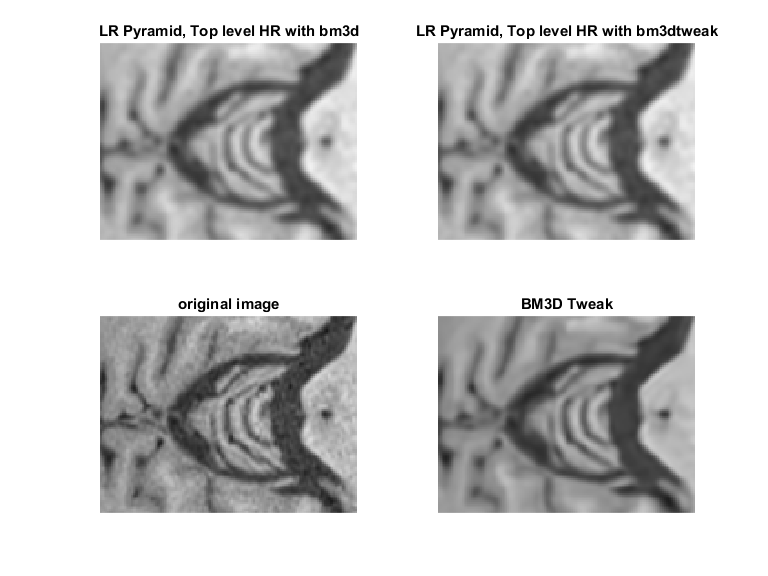 LR Pyramid, Top level HR with bm3d
LR Pyramid, Top level HR with bm3dtweak
original image
BM3D Tweak